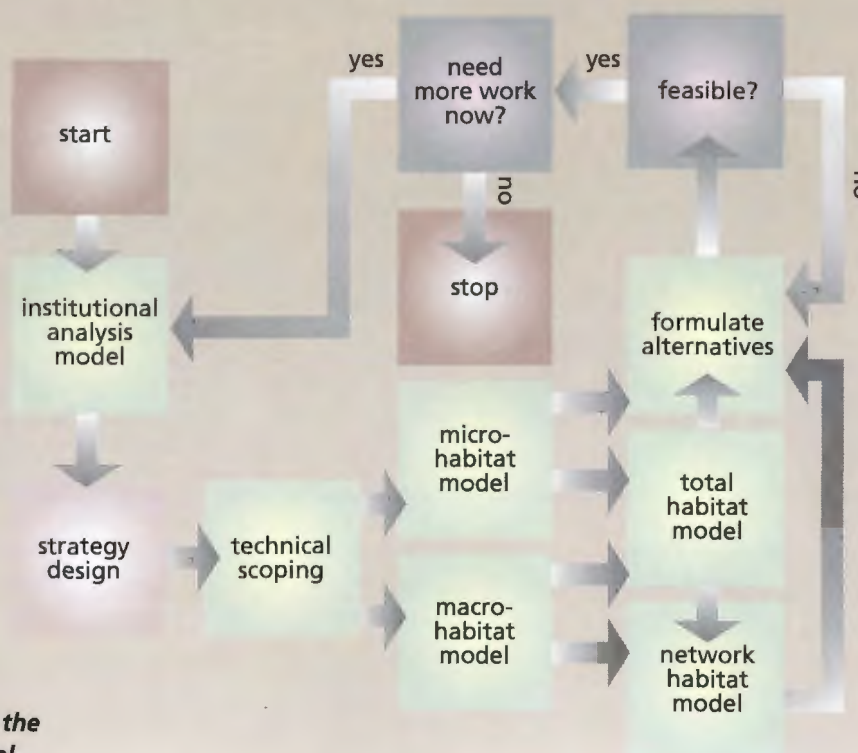 start
institutional
analysis
model
strategy
design
technical
scoping
yes
need
more work
now?
yes
feasible?
no
stop
formulate
alternatives
micro-
habitat
model
macro-
habitat
model
total
habitat
model
network
habitat
model
the